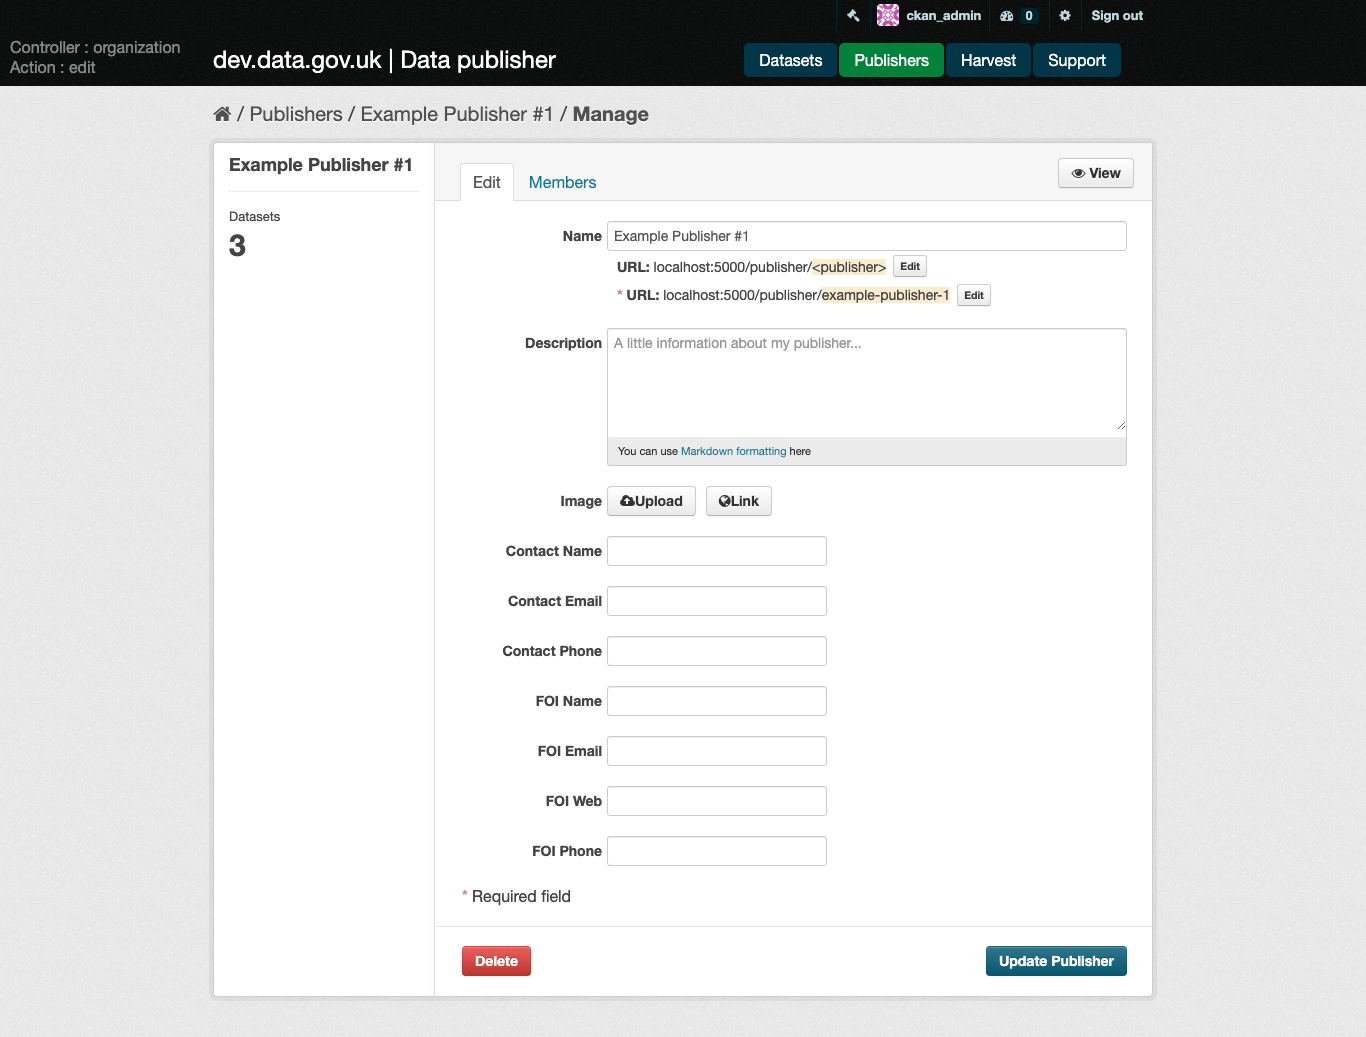 ckan_admin 0 Sign out
Controller : organization
Action : edit
dev.data.gov.uk | Data publisher
Datasets Publishers Harvest Support
/ Publishers / Example Publisher #1 / Manage
Example Publisher #1
Datasets
3
Edit Members View
Name Example Publisher #1
URL: localhost:5000/publisher/<publisher> Edit
* URL: localhost:5000/publisher/example-publisher-1 Edit
Description A little information about my publisher...
You can use Markdown formatting here
Image Upload Link
Contact Name
Contact Email
Contact Phone
FOI Name
FOI Email
FOI Web
FOI Phone
* Required field
Delete Update Publisher